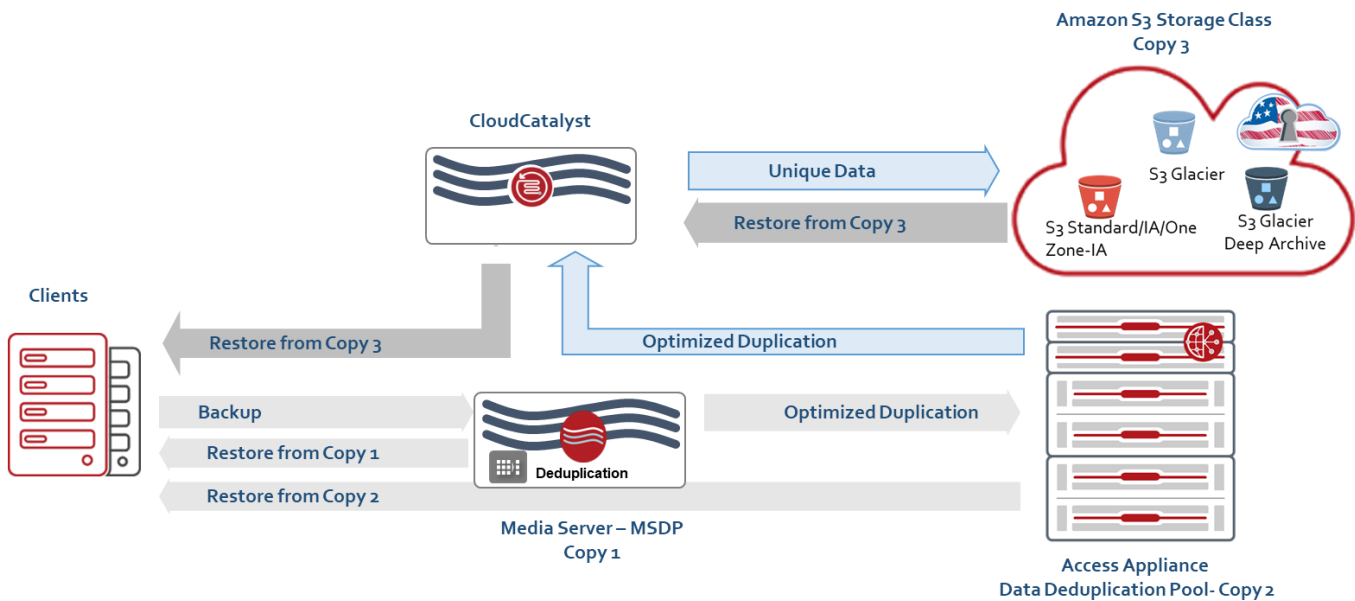 Amazon S3 Storage Class
Copy 3
CloudCatalyst
Unique Data
S3 Glacier
Restore from Copy 3
S3 Standard/IA/One
Zone-IA
S3 Glacier
Deep Archive
Clients
Restore from Copy 3
Optimized Duplication
Backup
Optimized Duplication
Restore from Copy 1
Deduplication
Restore from Copy 2
Media Server – MSDP
Copy 1
Access Appliance
Data Deduplication Pool- Copy 2